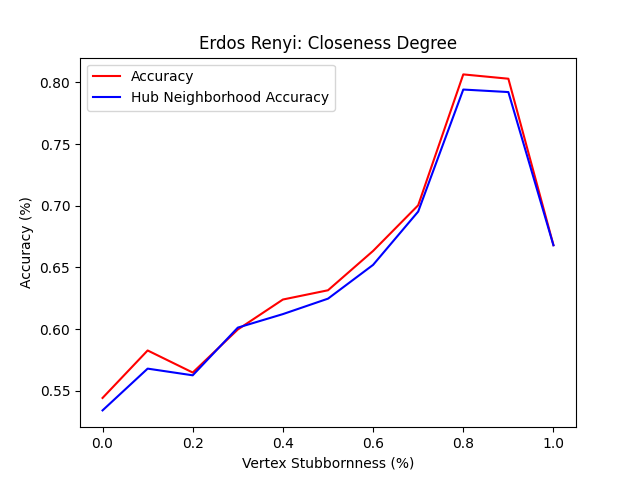 Erdos Renyi: Closeness Degree
Accuracy
Hub Neighborhood Accuracy
Accuracy (%)
0.80
0.75
0.70
0.65
0.60
0.55
0.0 0.2 0.4 0.6 0.8 1.0
Vertex Stubbornness (%)